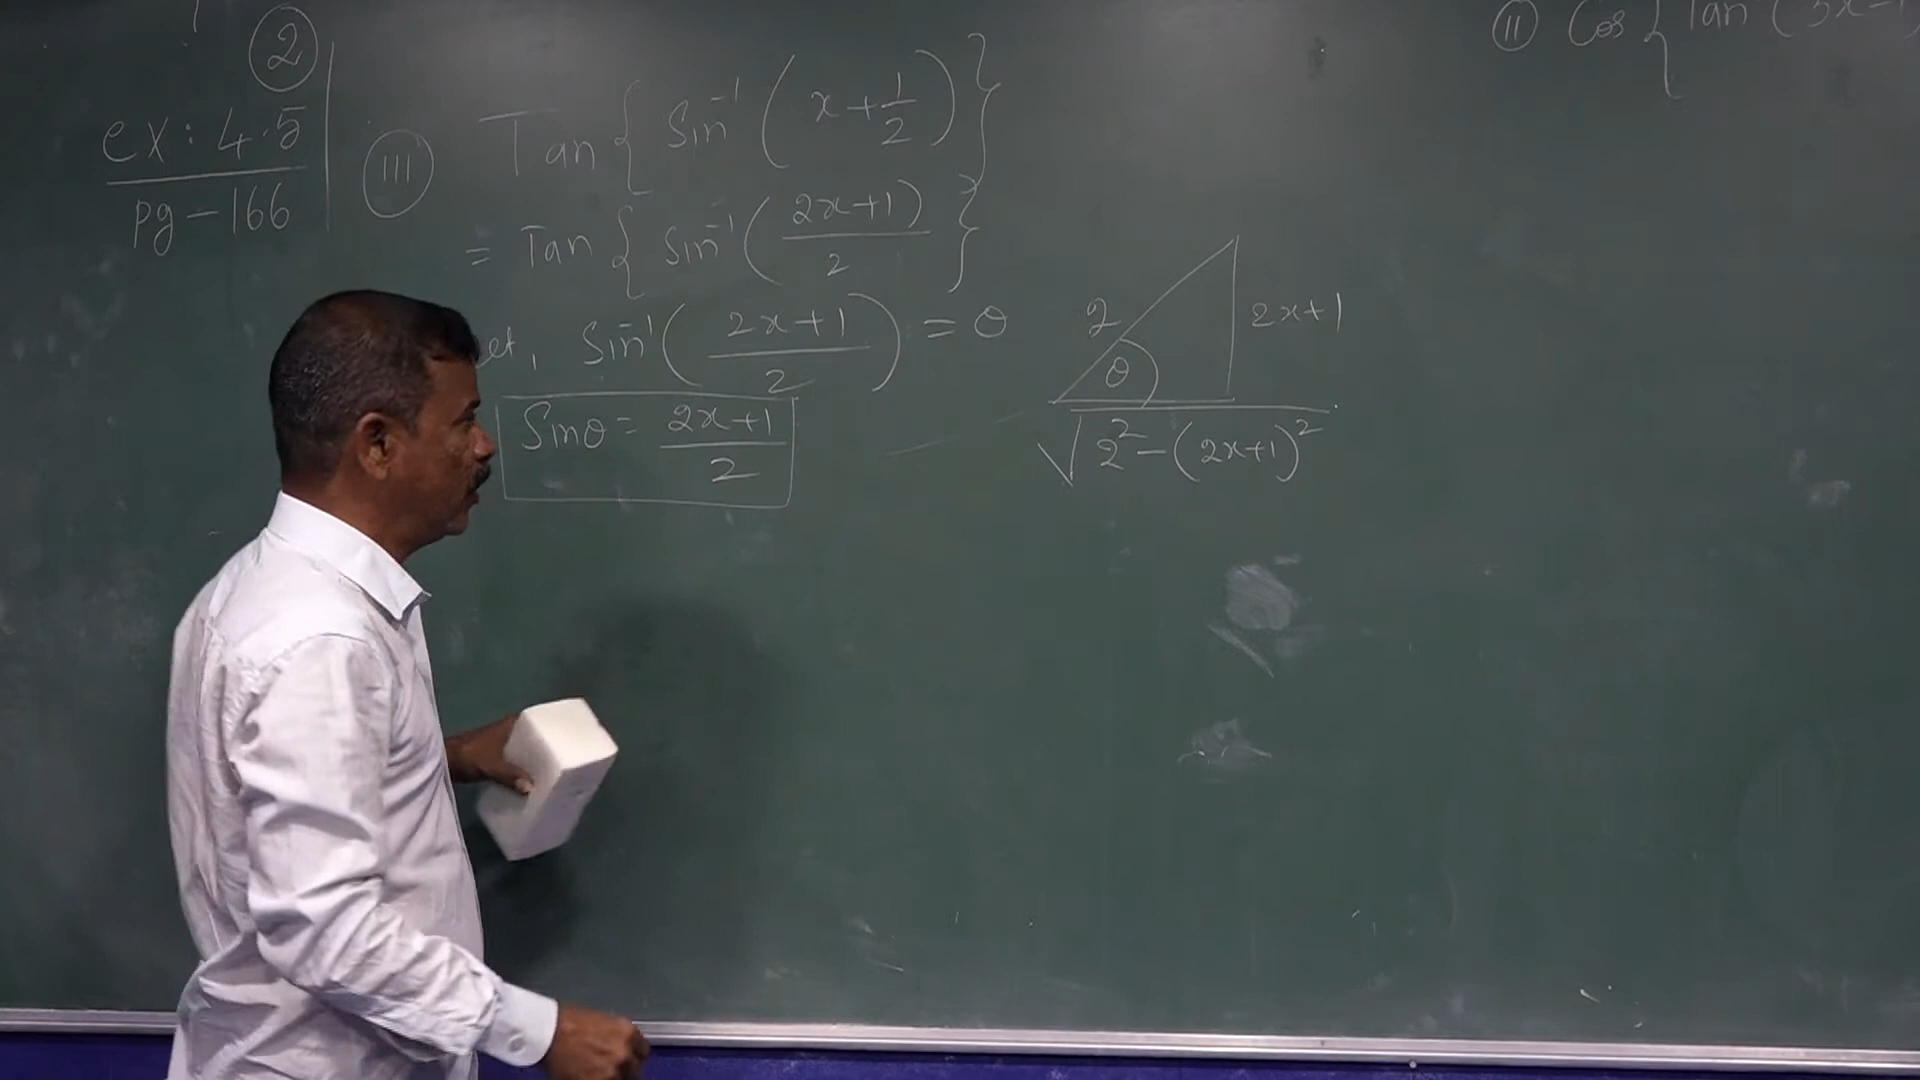 ②
ex: 4.5
pg - 166
(III) Tan { Sin⁻¹ ( x + 1/2 ) }
= Tan { Sin⁻¹ ( (2x+1)/2 ) }
et, Sin⁻¹ ( (2x+1)/2 ) = θ
Sinθ = (2x+1)/2
2
θ
2x+1
√(2² - (2x+1)²)
(II) Cos { Tan